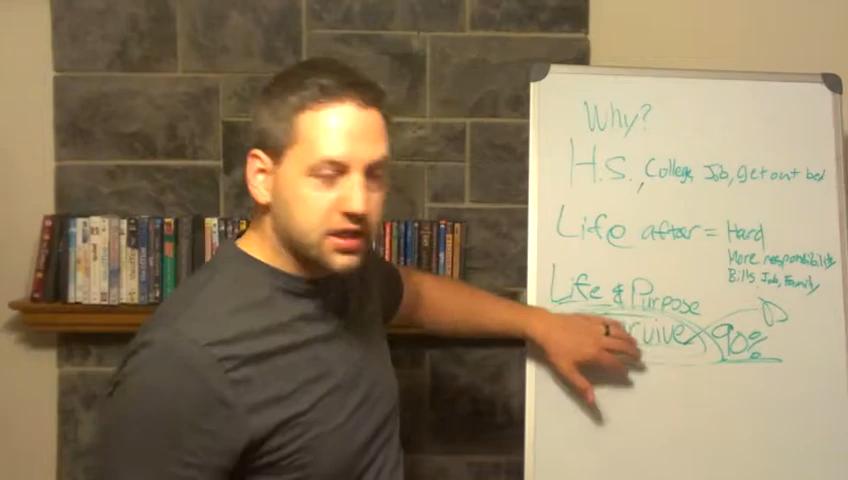 Why?
H.S., College, Job, get out bed
Life after = Hard
More responsibility
Bills, Job, Family
Life & Purpose
90%